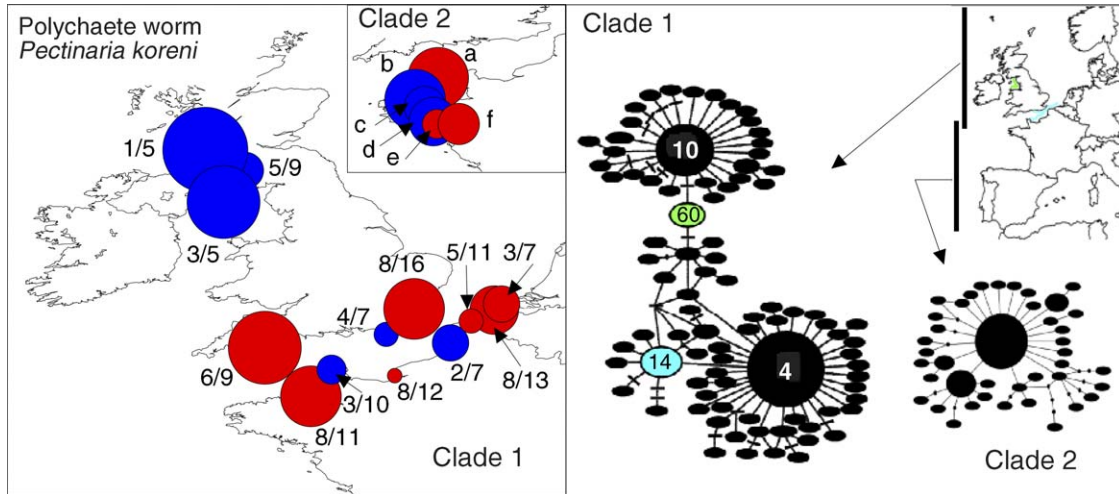 Polychaete worm
Pectinaria koreni
Clade 2
a
b
c
d
e
f
1/5
5/9
3/5
5/11
3/7
8/16
4/7
6/9
3/10
8/12
2/7
8/13
8/11
Clade 1
Clade 1
10
60
14
4
Clade 2